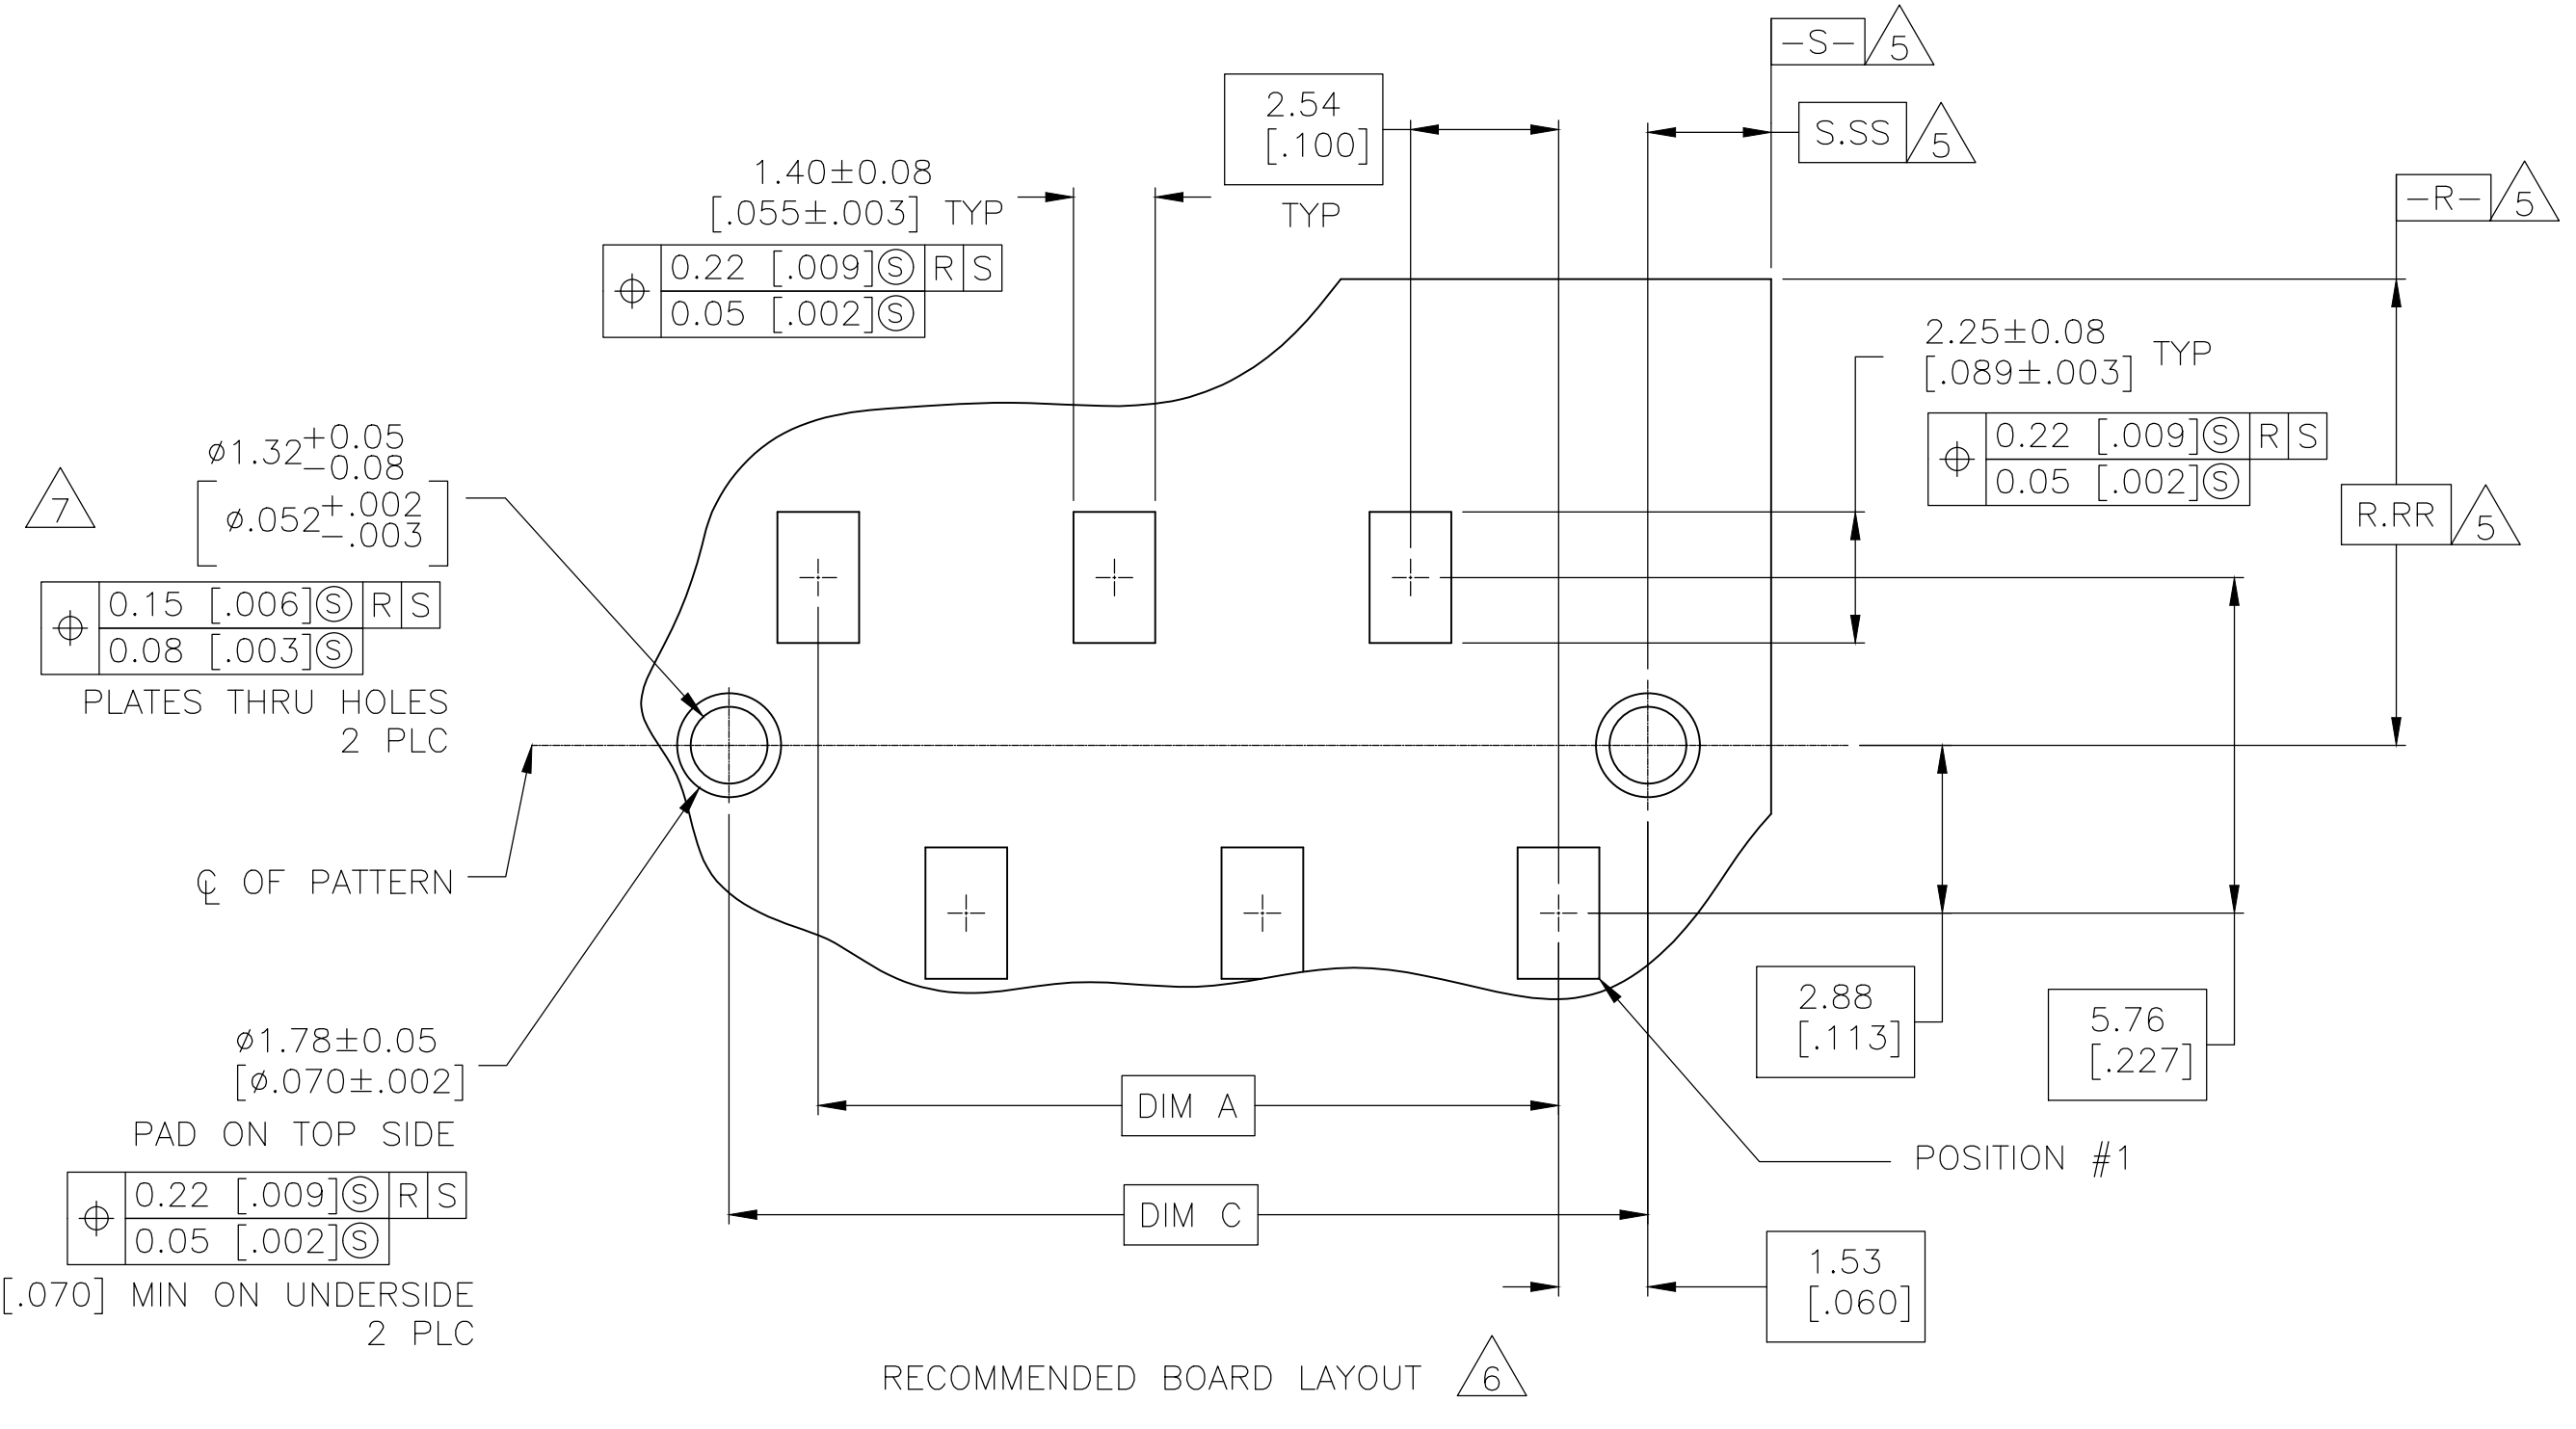 -S- 5
2.54
[.100]
TYP
S.SS 5
1.40±0.08
[.055±.003] TYP
⌖ 0.22 [.009]Ⓢ R S
0.05 [.002]Ⓢ
-R- 5
2.25±0.08
[.089±.003] TYP
⌖ 0.22 [.009]Ⓢ R S
0.05 [.002]Ⓢ
R.RR 5
7
ø1.32+0.05
-0.08
[ø.052+.002
-.003]
⌖ 0.15 [.006]Ⓢ R S
0.08 [.003]Ⓢ
PLATES THRU HOLES
2 PLC
℄ OF PATTERN
ø1.78±0.05
[ø.070±.002]
PAD ON TOP SIDE
⌖ 0.22 [.009]Ⓢ R S
0.05 [.002]Ⓢ
[.070] MIN ON UNDERSIDE
2 PLC
2.88
[.113]
5.76
[.227]
DIM A
POSITION #1
DIM C
1.53
[.060]
RECOMMENDED BOARD LAYOUT 6